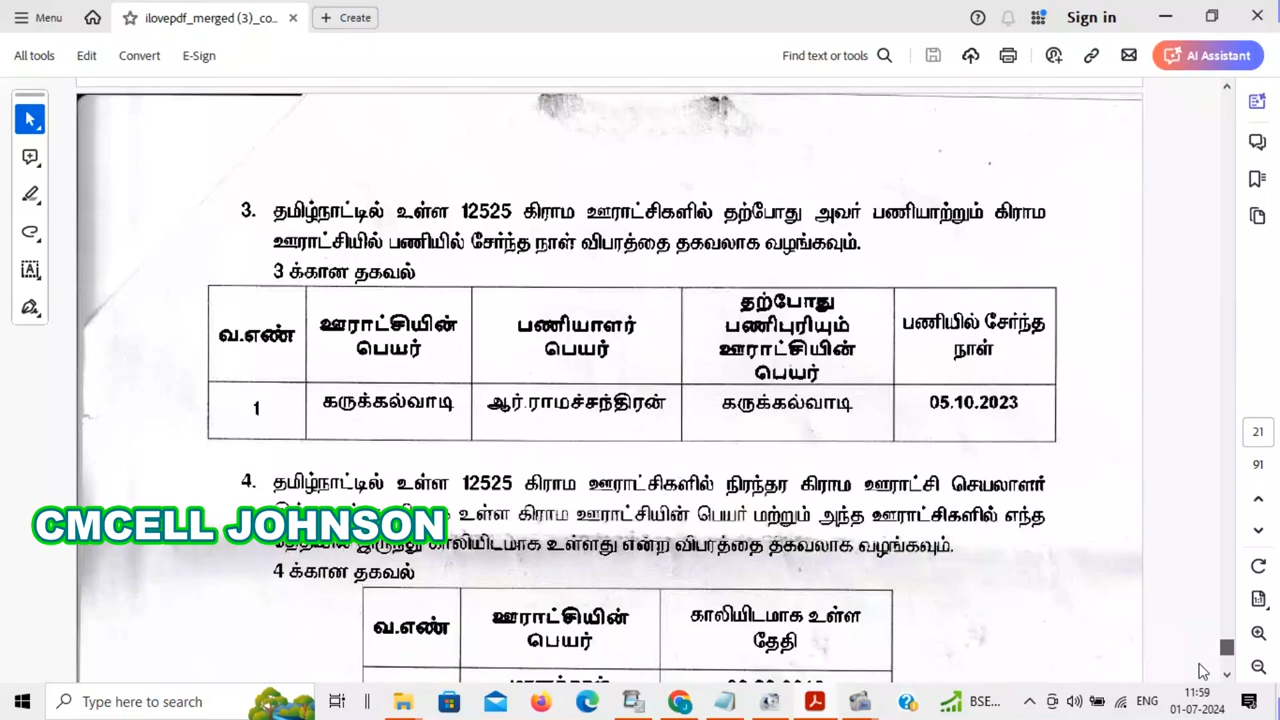 Menu
ilovepdf_merged (3)_co...
Create
Sign in
All tools
Edit
Convert
E-Sign
Find text or tools
AI Assistant
3. தமிழ்நாட்டில் உள்ள 12525 கிராம ஊராட்சிகளில் தற்போது அவர் பணியாற்றும் கிராம
ஊராட்சியில் பணியில் சேர்ந்த நாள் விபரத்தை தகவலாக வழங்கவும்.
3 க்கான தகவல்
வ.எண்
ஊராட்சியின்
பெயர்
பணியாளர்
பெயர்
தற்போது
பணிபுரியும்
ஊராட்சியின்
பெயர்
பணியில் சேர்ந்த
நாள்
1
கருக்கல்வாடி
ஆர்.ராமச்சந்திரன்
கருக்கல்வாடி
05.10.2023
4. தமிழ்நாட்டில் உள்ள 12525 கிராம ஊராட்சிகளில் நிரந்தர கிராம ஊராட்சி செயலாளர்
உள்ள கிராம ஊராட்சியின் பெயர் மற்றும் அந்த ஊராட்சிகளில் எந்த
காலியிடமாக உள்ளது என்ற விபரத்தை தகவலாக வழங்கவும்.
CMCELL JOHNSON
4 க்கான தகவல்
வ.எண்
ஊராட்சியின்
பெயர்
காலியிடமாக உள்ள
தேதி
21
91
Type here to search
BSE...
ENG
11:59
01-07-2024